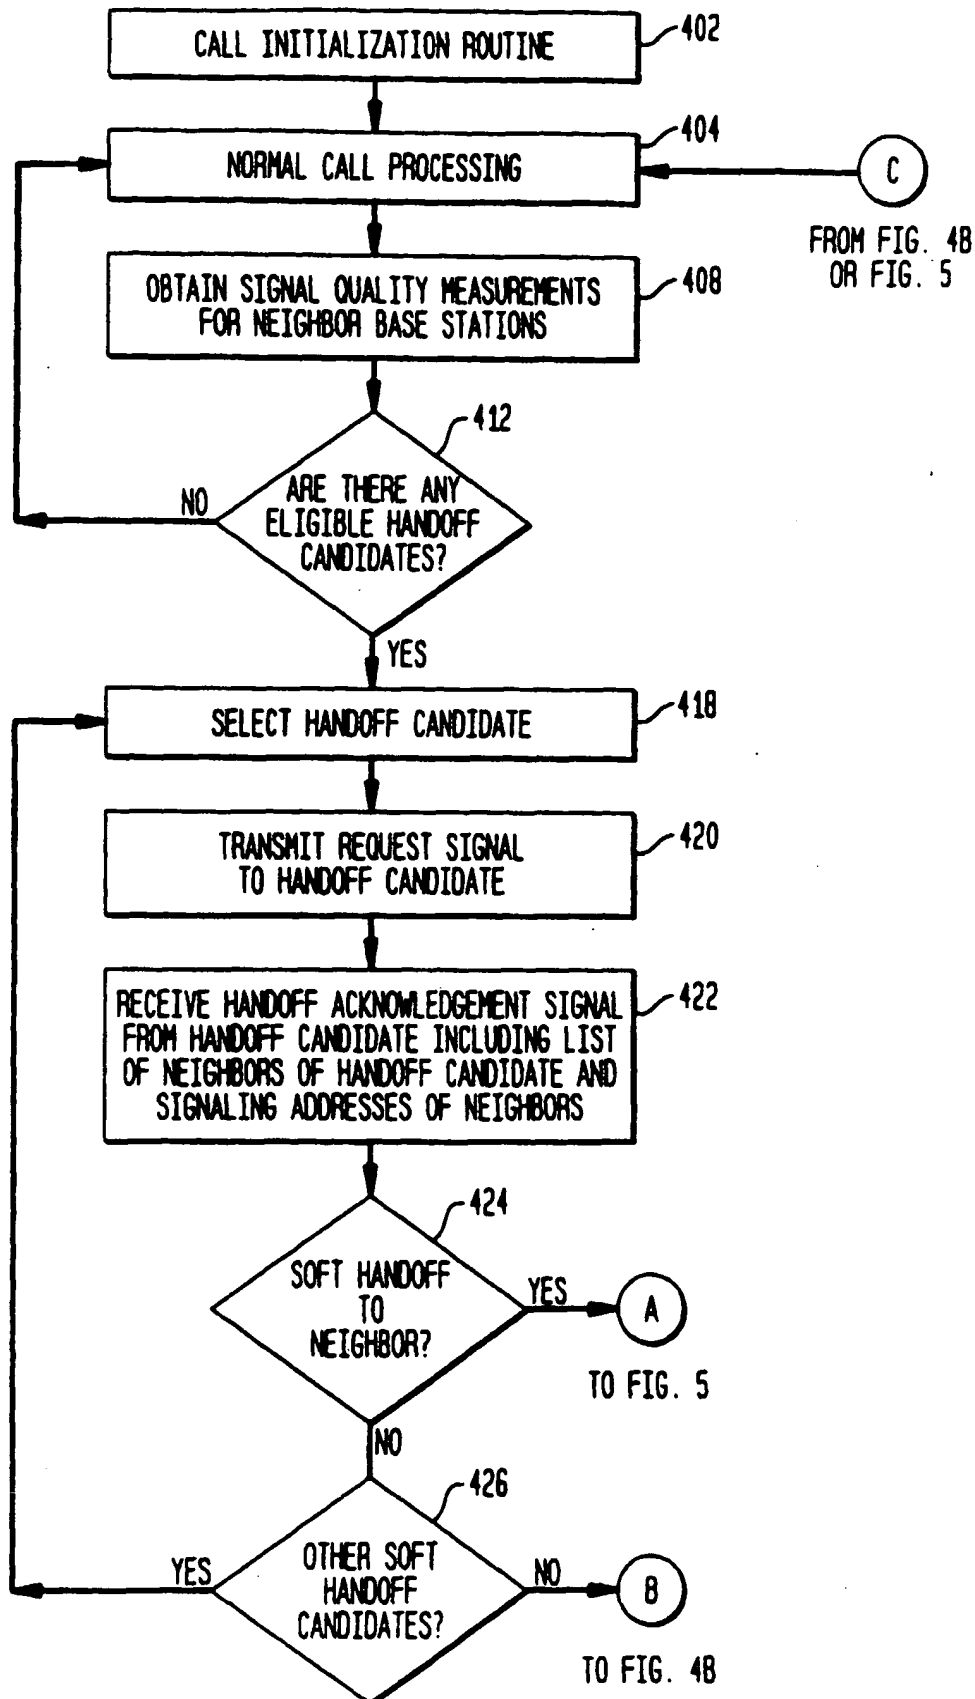 CALL INITIALIZATION ROUTINE
402
NORMAL CALL PROCESSING
404
C
FROM FIG. 4B
OR FIG. 5
OBTAIN SIGNAL QUALITY MEASUREMENTS
FOR NEIGHBOR BASE STATIONS
408
412
ARE THERE ANY
ELIGIBLE HANDOFF
CANDIDATES?
NO
YES
SELECT HANDOFF CANDIDATE
418
TRANSMIT REQUEST SIGNAL
TO HANDOFF CANDIDATE
420
RECEIVE HANDOFF ACKNOWLEDGEMENT SIGNAL
FROM HANDOFF CANDIDATE INCLUDING LIST
OF NEIGHBORS OF HANDOFF CANDIDATE AND
SIGNALING ADDRESSES OF NEIGHBORS
422
424
SOFT HANDOFF
TO
NEIGHBOR?
YES
A
TO FIG. 5
NO
426
OTHER SOFT
HANDOFF
CANDIDATES?
YES
NO
B
TO FIG. 4B